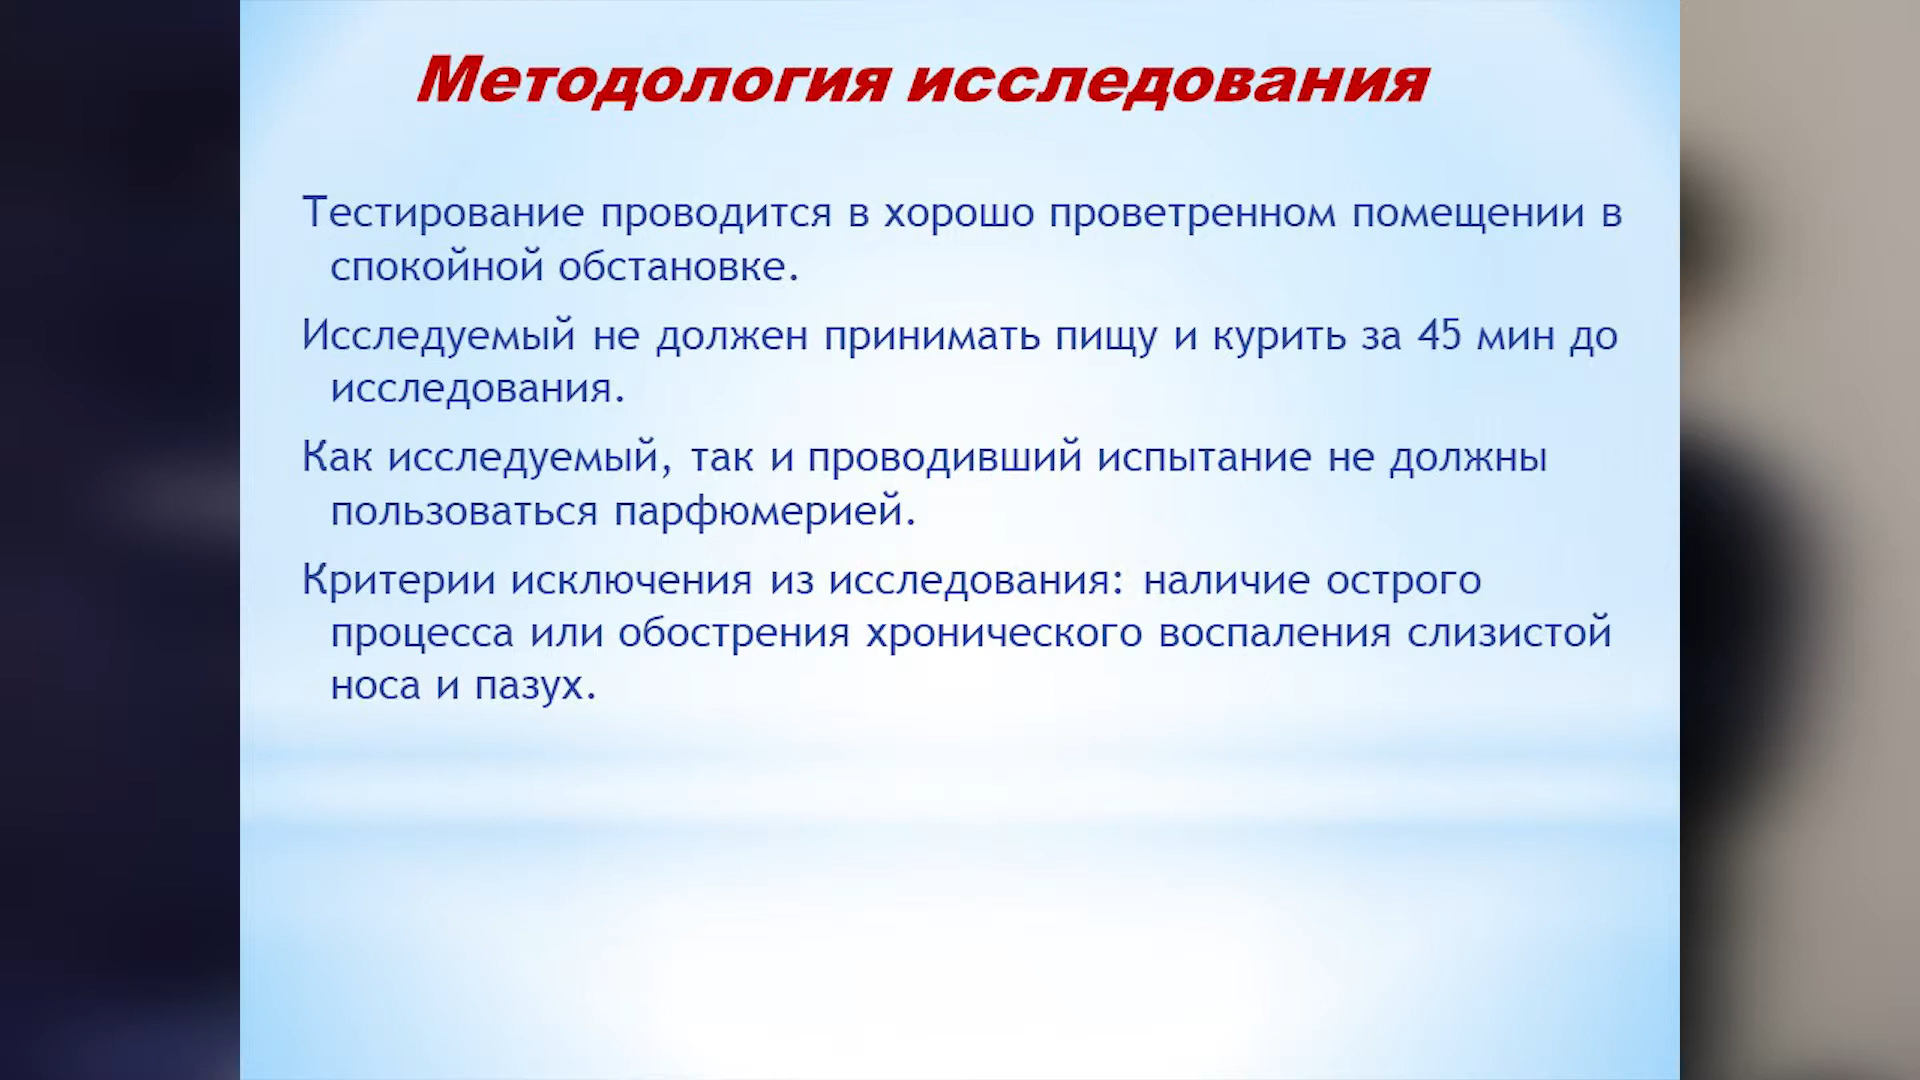 Методология исследования
Тестирование проводится в хорошо проветренном помещении в
спокойной обстановке.
Исследуемый не должен принимать пищу и курить за 45 мин до
исследования.
Как исследуемый, так и проводивший испытание не должны
пользоваться парфюмерией.
Критерии исключения из исследования: наличие острого
процесса или обострения хронического воспаления слизистой
носа и пазух.